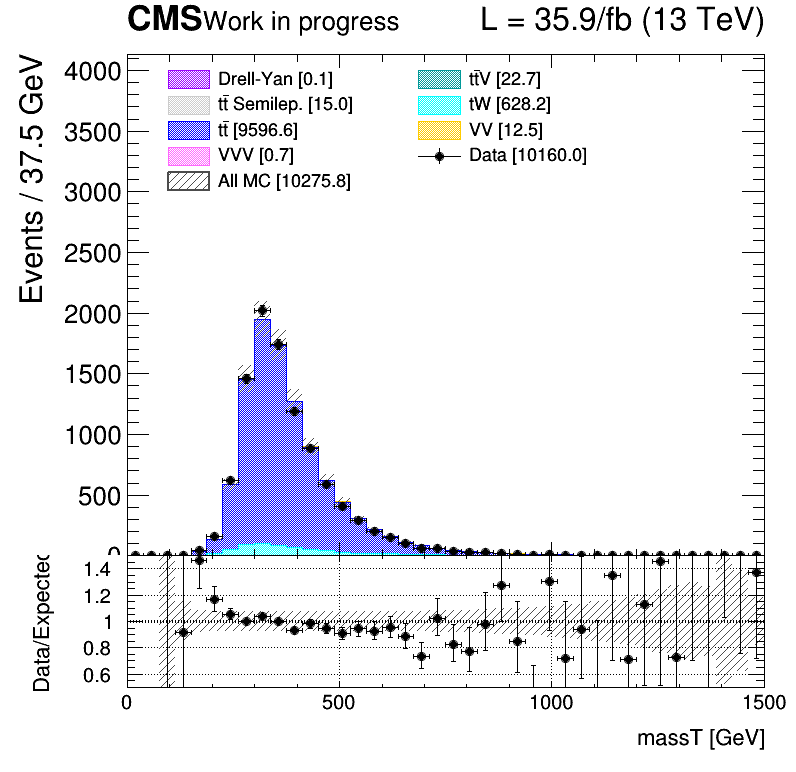 CMS Work in progress L = 35.9/fb (13 TeV)
Events / 37.5 GeV
4000
3500
3000
2500
2000
1500
1000
500
0
Drell-Yan [0.1]
tt̄ Semilep. [15.0]
tt̄ [9596.6]
VVV [0.7]
All MC [10275.8]
tt̄V [22.7]
tW [628.2]
VV [12.5]
Data [10160.0]
Data/Expected
1.4
1.2
1
0.8
0.6
0 500 1000 1500
massT [GeV]